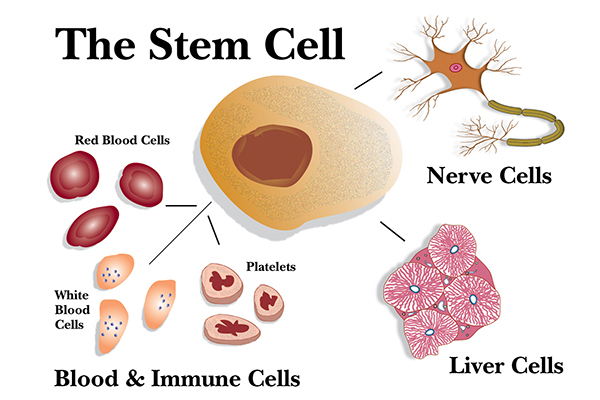 The Stem Cell
Red Blood Cells
Nerve Cells
Platelets
White
Blood
Cells
Blood & Immune Cells
Liver Cells